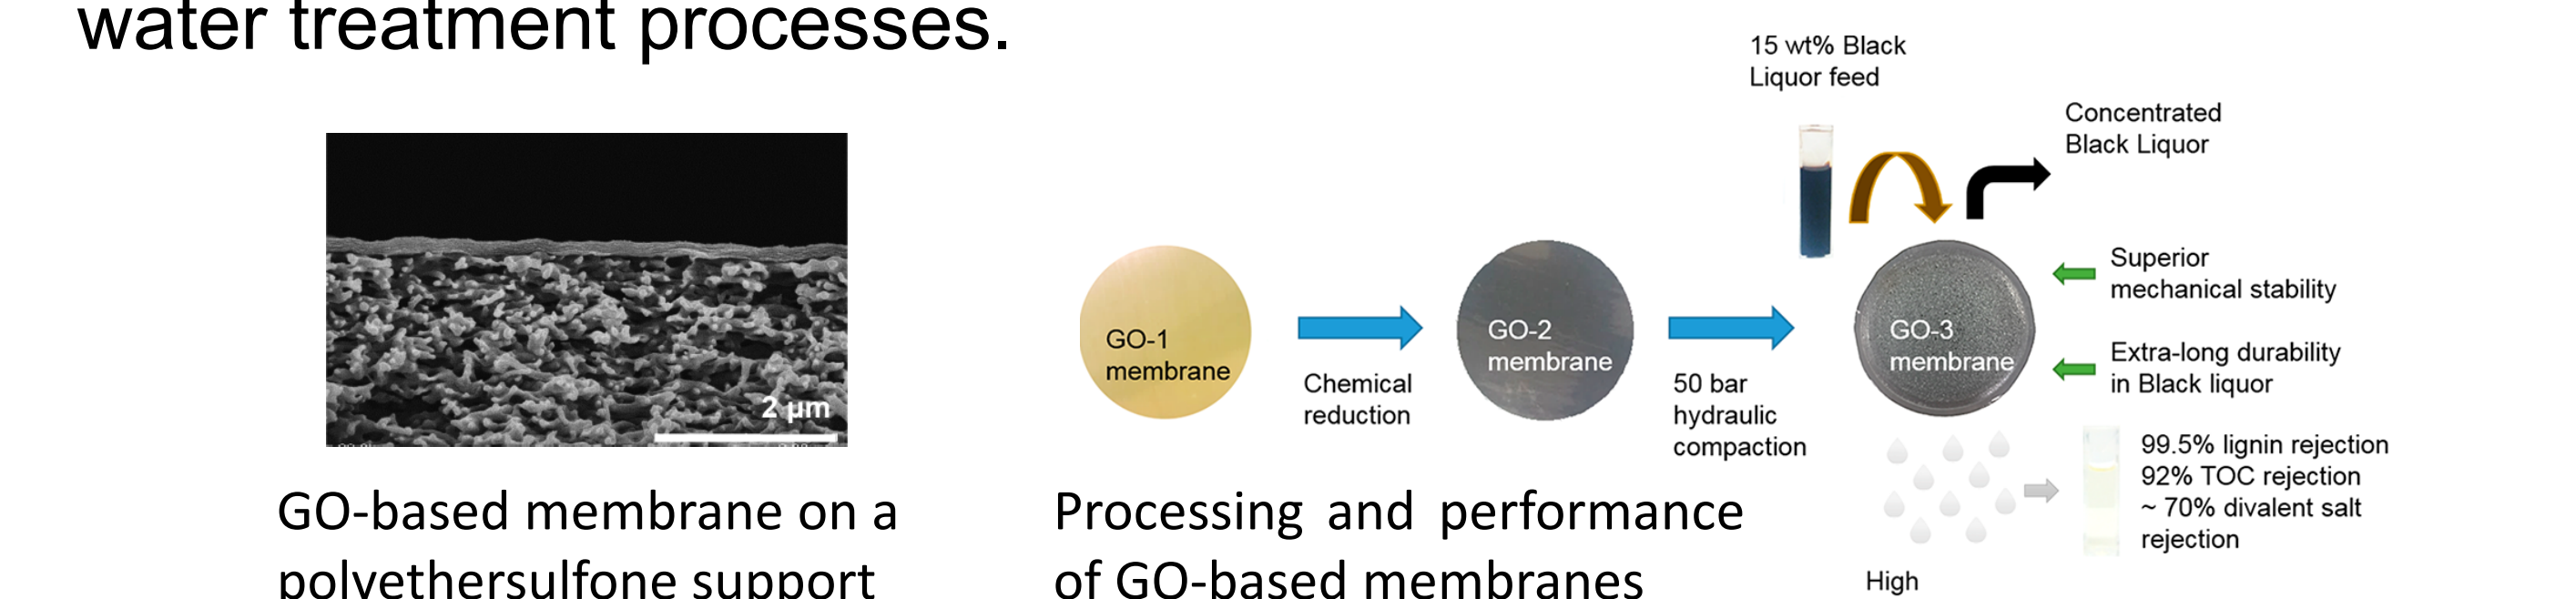 water treatment processes.
2 µm
GO-based membrane on a
polyethersulfone support
Processing and performance
of GO-based membranes
15 wt% Black
Liquor feed
Concentrated
Black Liquor
GO-1
membrane
Chemical
reduction
GO-2
membrane
50 bar
hydraulic
compaction
GO-3
membrane
Superior
mechanical stability
Extra-long durability
in Black liquor
99.5% lignin rejection
92% TOC rejection
~ 70% divalent salt
rejection
High